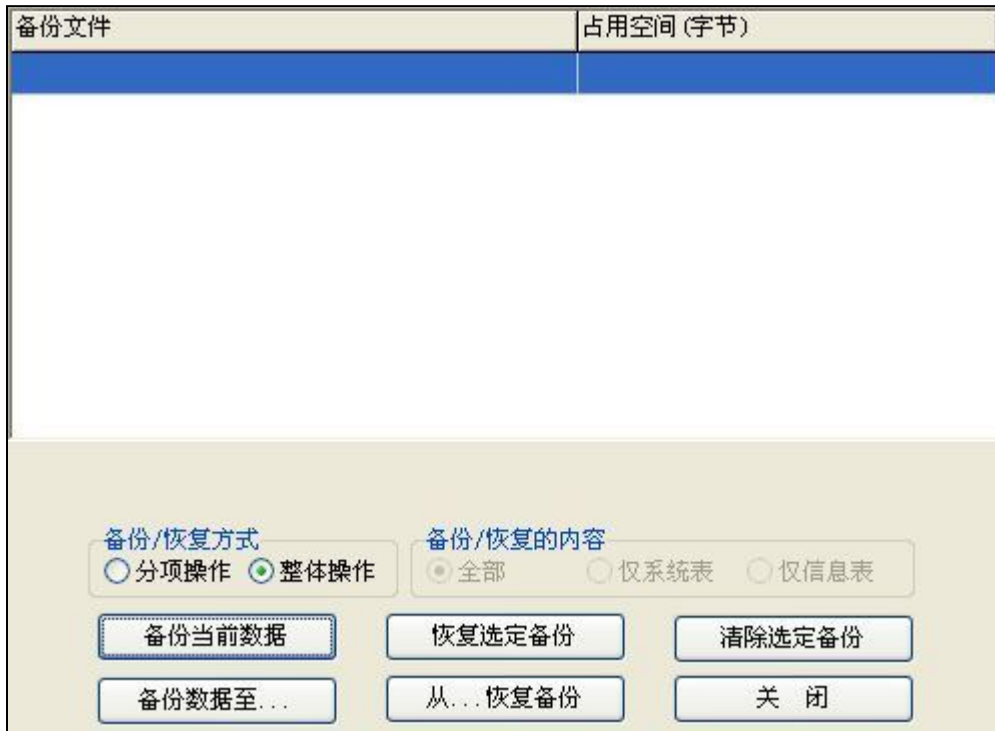 备份文件 占用空间(字节)
备份/恢复方式 备份/恢复的内容
分项操作 整体操作 全部 仅系统表 仅信息表
备份当前数据 恢复选定备份 清除选定备份
备份数据至... 从...恢复备份 关 闭